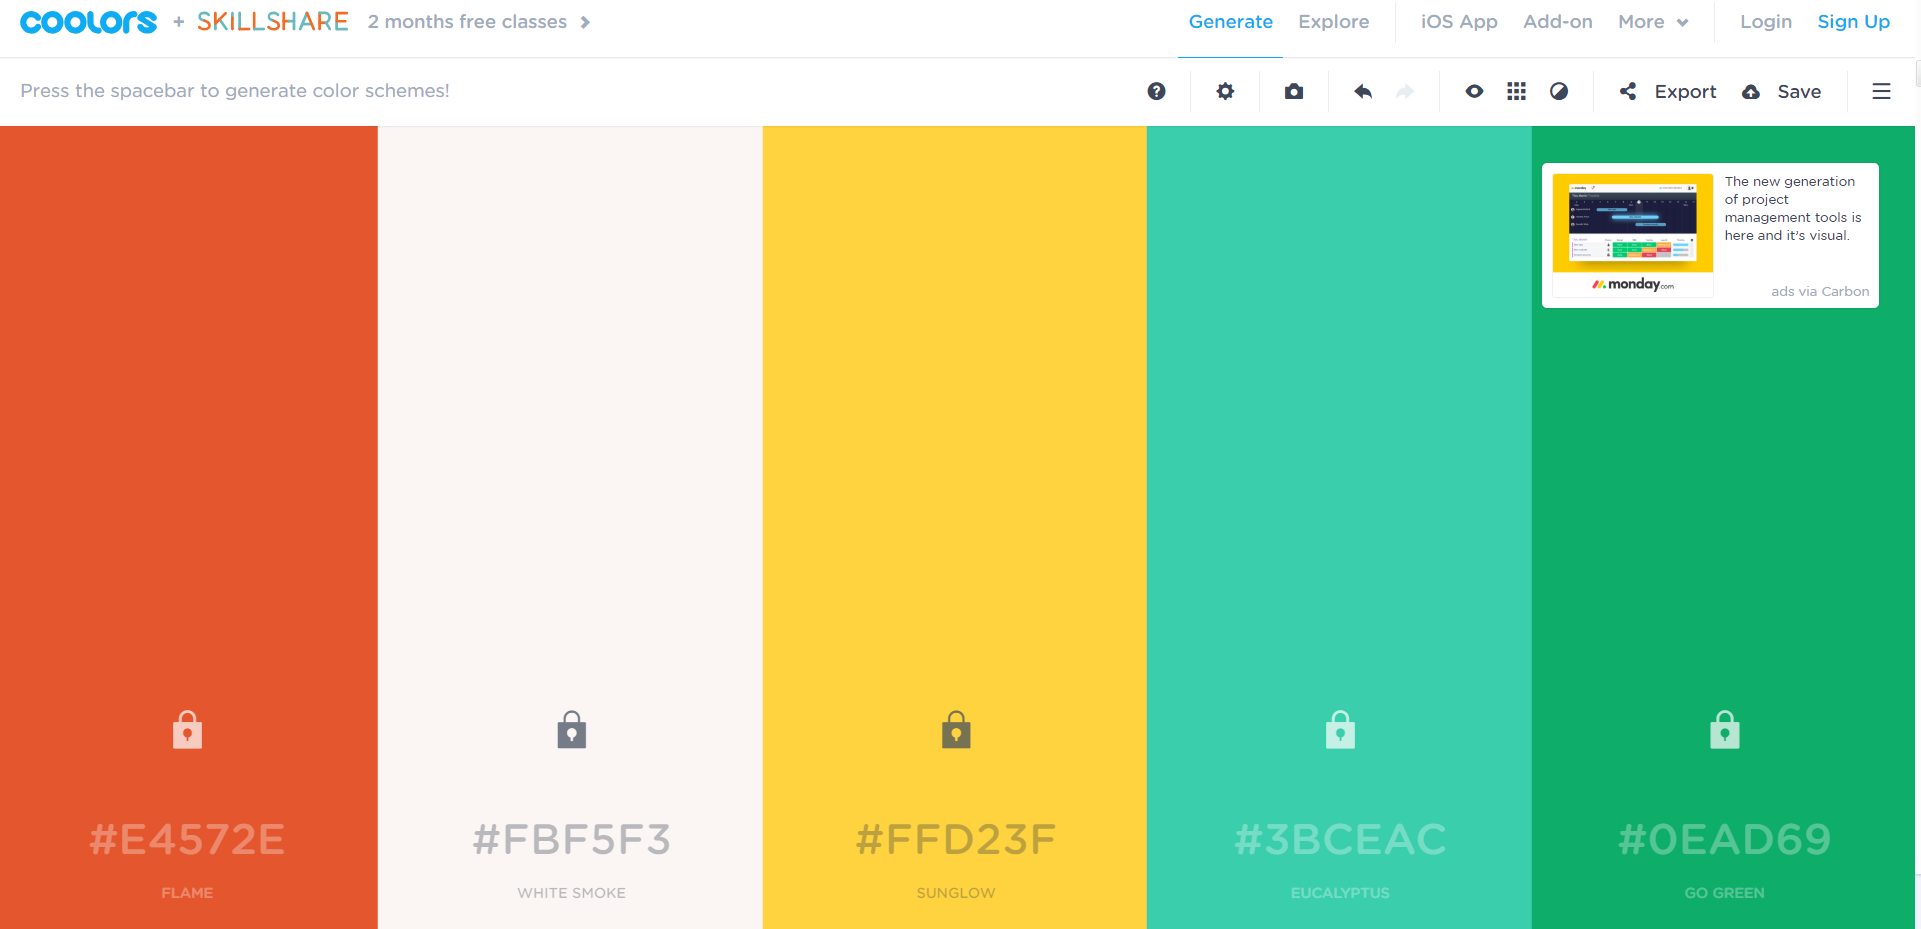 coolors + SKILLSHARE 2 months free classes
Generate Explore iOS App Add-on More Login Sign Up
Press the spacebar to generate color schemes!
Export Save
The new generation
of project
management tools is
here and it's visual.
monday.com
ads via Carbon
#E4572E
FLAME
#FBF5F3
WHITE SMOKE
#FFD23F
SUNGLOW
#3BCEAC
EUCALYPTUS
#0EAD69
GO GREEN